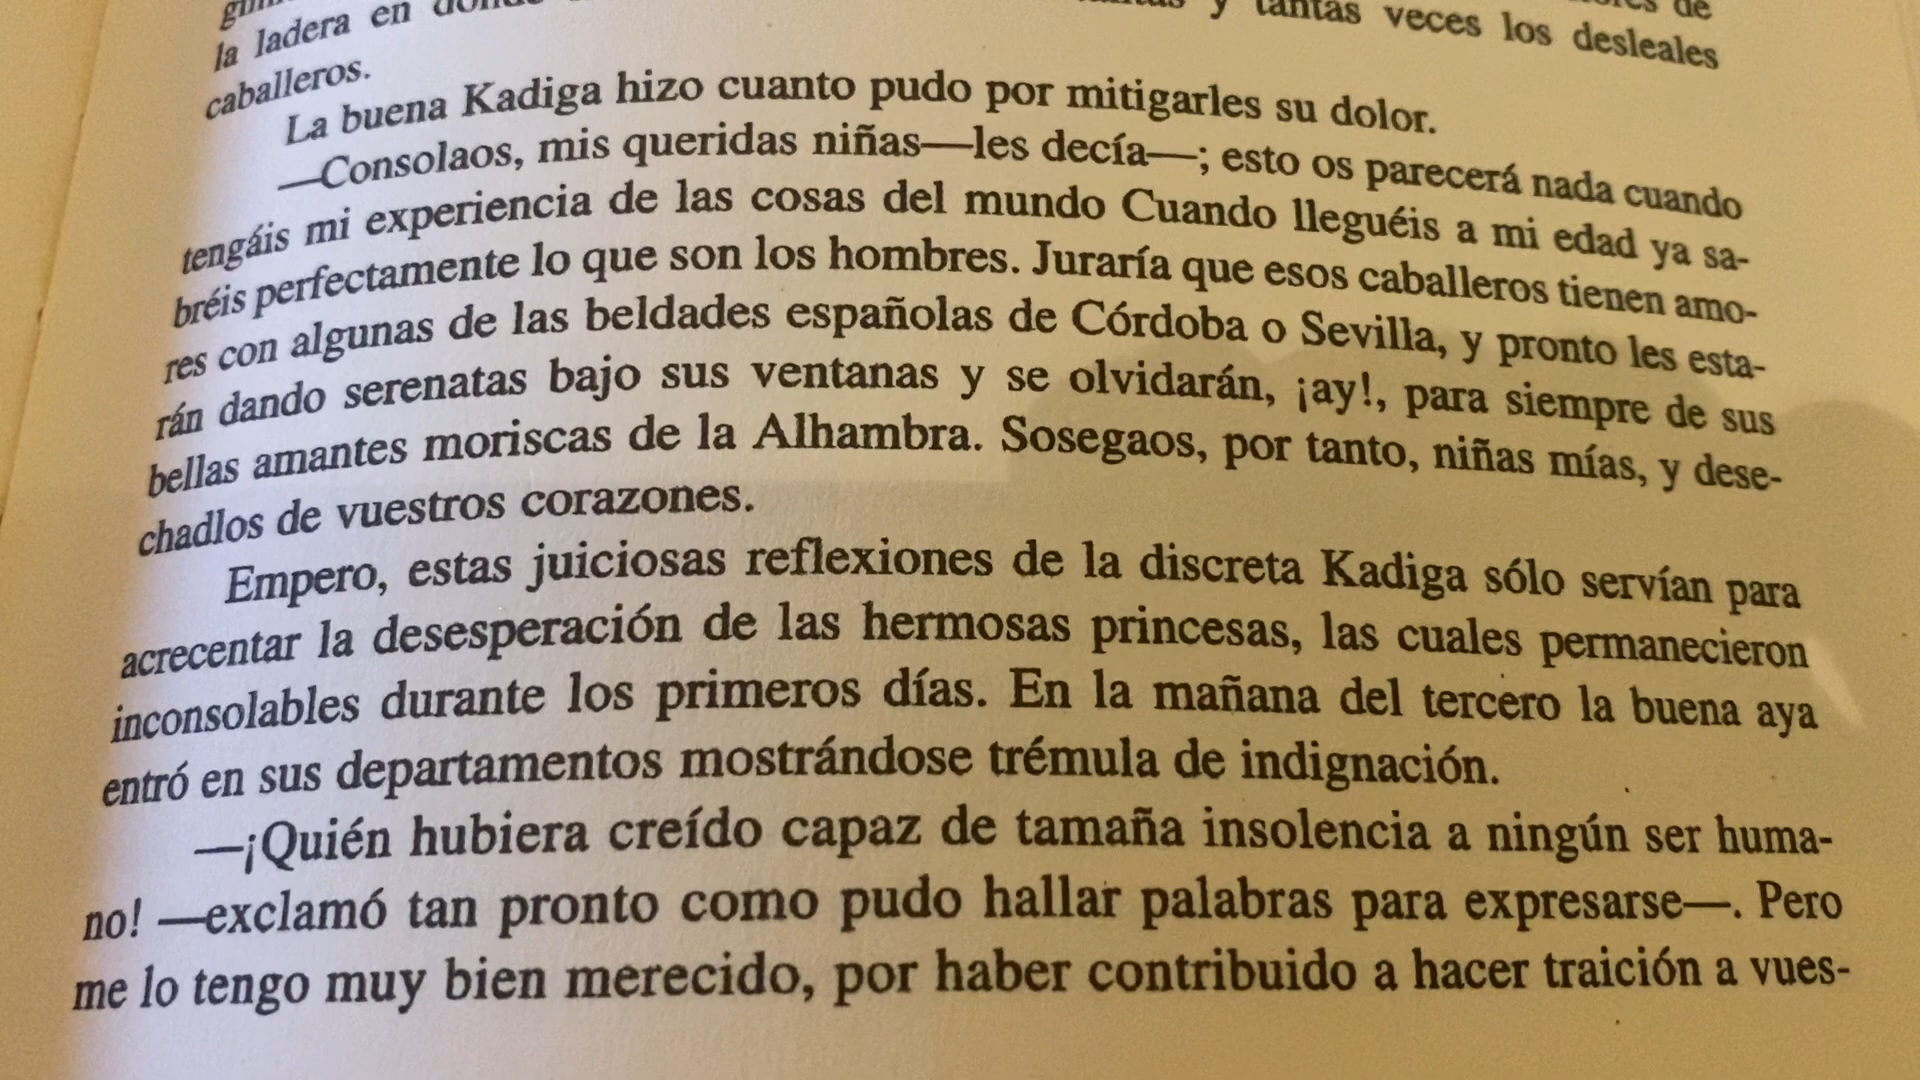 la ladera en y tantas veces los desleales
caballeros.
La buena Kadiga hizo cuanto pudo por mitigarles su dolor.
—Consolaos, mis queridas niñas—les decía—; esto os parecerá nada cuando
tengáis mi experiencia de las cosas del mundo Cuando lleguéis a mi edad ya sa-
bréis perfectamente lo que son los hombres. Juraría que esos caballeros tienen amo-
res con algunas de las beldades españolas de Córdoba o Sevilla, y pronto les esta-
rán dando serenatas bajo sus ventanas y se olvidarán, ¡ay!, para siempre de sus
bellas amantes moriscas de la Alhambra. Sosegaos, por tanto, niñas mías, y dese-
chadlos de vuestros corazones.
Empero, estas juiciosas reflexiones de la discreta Kadiga sólo servían para
acrecentar la desesperación de las hermosas princesas, las cuales permanecieron
inconsolables durante los primeros días. En la mañana del tercero la buena aya
entró en sus departamentos mostrándose trémula de indignación.
—¡Quién hubiera creído capaz de tamaña insolencia a ningún ser huma-
no! —exclamó tan pronto como pudo hallar palabras para expresarse—. Pero
me lo tengo muy bien merecido, por haber contribuido a hacer traición a vues-